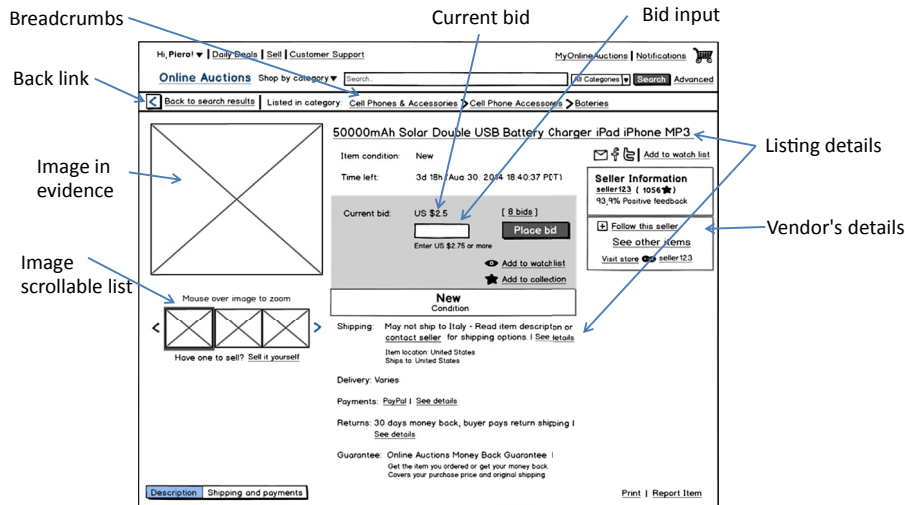 Breadcrumbs
Current bid
Bid input
Hi, Piero! ▼ | Daily Deals | Sell | Customer Support
MyOnlineAuctions | Notifications
Back link
Online Auctions Shop by category ▼ Search.. All Categories ▼ Search Advanced
< Back to search results | Listed in category: Cell Phones & Accessories > Cell Phone Accessores > Bateries
50000mAh Solar Double USB Battery Charger iPad iPhone MP3
Listing details
Image in evidence
Item condition: New
Add to watch list
Time left: 3d 18h (Aug 30. 2014 18:40:37 PDT)
Seller Information
seller123 ( 1056★)
93,9% Positive feedback
Current bid: US $2.5 [ 8 bids ]
Place bd
Enter US $2.75 or more
+ Follow this seller
See other items
Visit store seller123
Vendor's details
Add to watchlist
Add to collection
Image scrollable list
Mouse over image to zoom
New
Condition
< >
Have one to sell? Sell it yourself
Shipping: May not ship to Italy - Read item descripton or
contact seller for shipping options. | See letails
Item location: United States
Ships to: United States
Delivery: Varies
Payments: PayPal | See details
Returns: 30 days money back, buyer pays return shipping |
See details
Guarantee: Online Auctions Money Back Guarantee |
Get the item you ordered or get your money back.
Covers your purchase price and original shipping
Description Shipping and payments
Print | Report Item